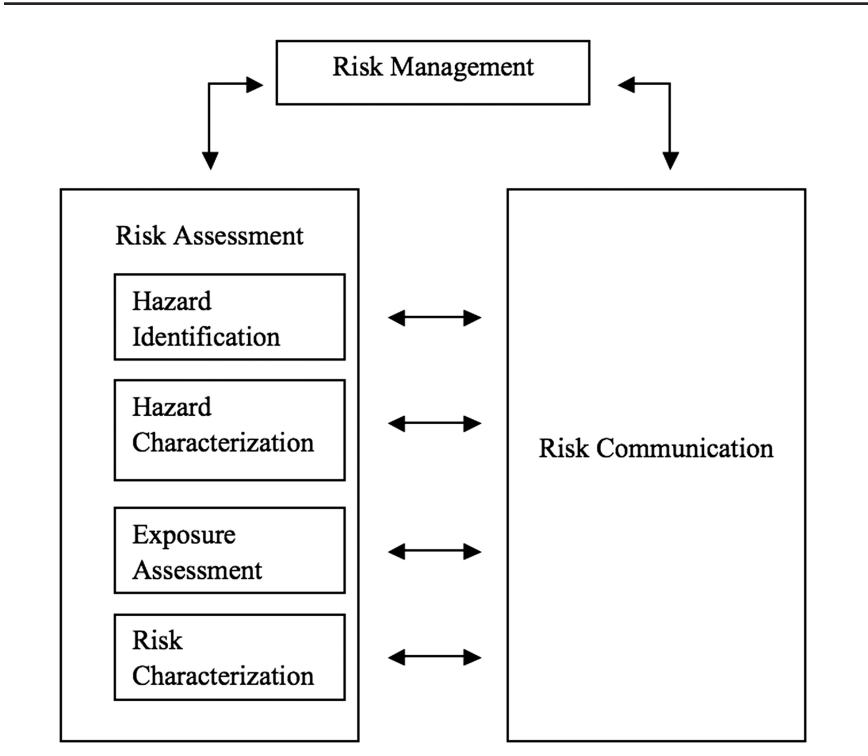 Risk Management
Risk Assessment
Hazard
Identification
Hazard
Characterization
Exposure
Assessment
Risk
Characterization
Risk Communication